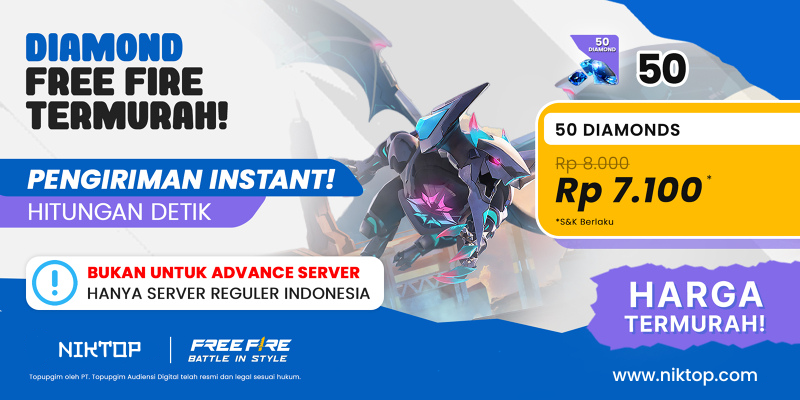 DIAMOND
FREE FIRE
TERMURAH!
PENGIRIMAN INSTANT!
HITUNGAN DETIK
BUKAN UNTUK ADVANCE SERVER
HANYA SERVER REGULER INDONESIA
NIKTOP
FREE FIRE
BATTLE IN STYLE
Topupgim oleh PT. Topupgim Audiensi Digital telah resmi dan legal sesuai hukum.
50
DIAMOND
50
50 DIAMONDS
Rp 8.000
Rp 7.100*
*S&K Berlaku
HARGA
TERMURAH!
www.niktop.com